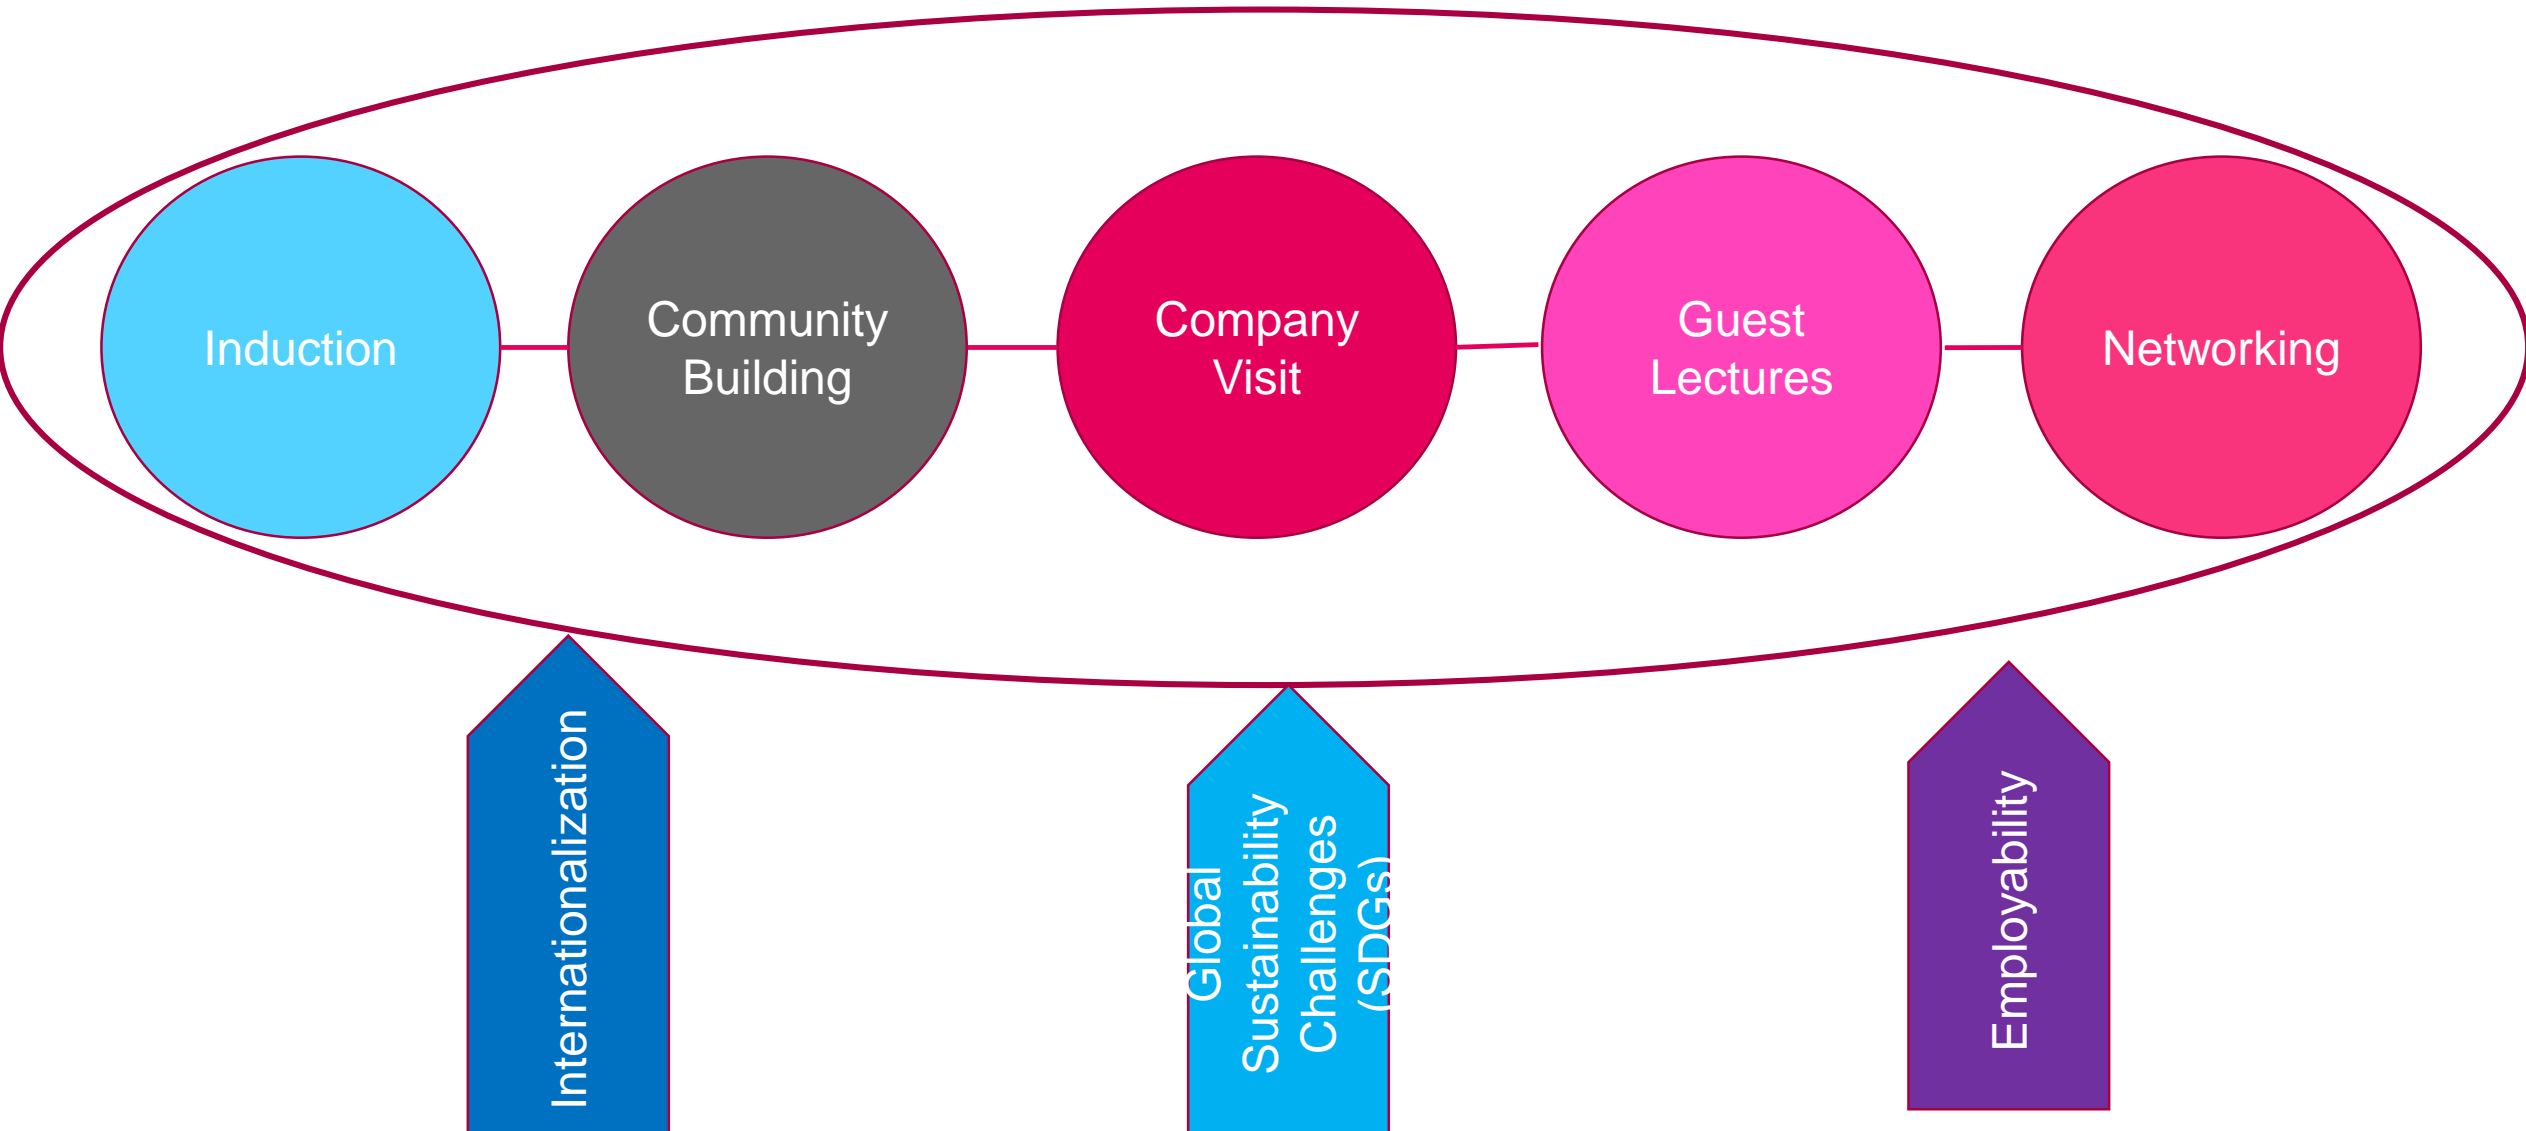 Induction
Community
Building
Company
Visit
Guest
Lectures
Networking
Internationalization
Global
Sustainability
Challenges
(SDGs)
Employability